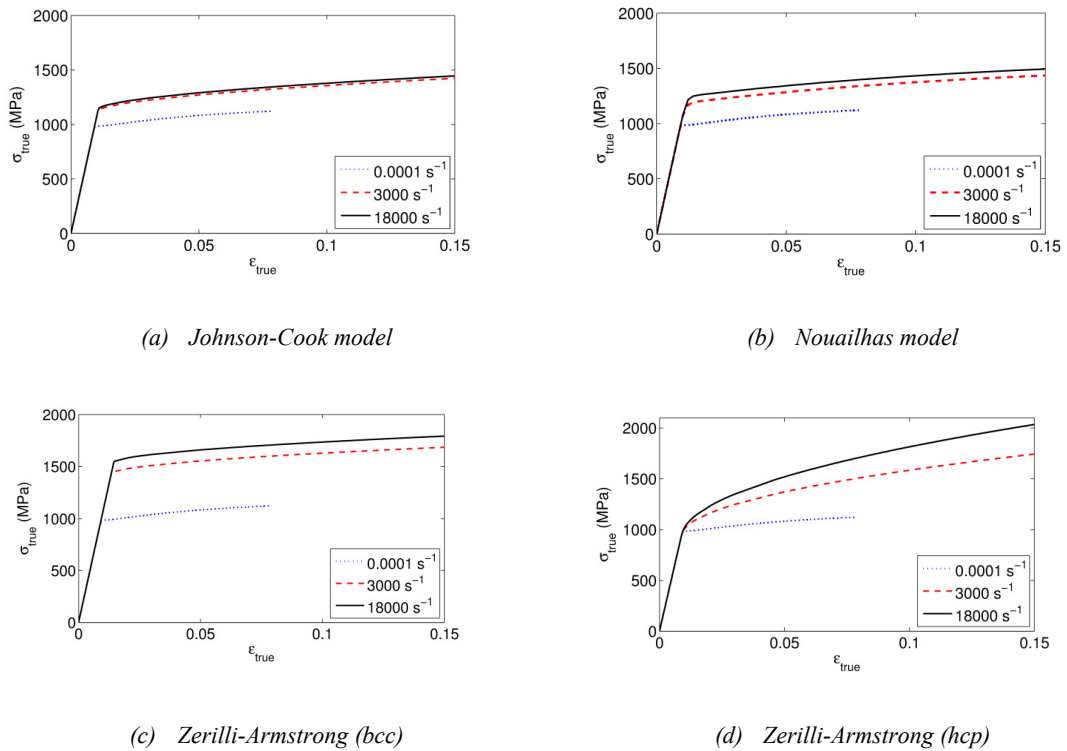 2000
1500
1000
500
0
σtrue (MPa)
0.0001 s⁻¹
3000 s⁻¹
18000 s⁻¹
0 0.05 0.1 0.15
εtrue
(a) Johnson-Cook model
2000
1500
1000
500
0
σtrue (MPa)
0.0001 s⁻¹
3000 s⁻¹
18000 s⁻¹
0 0.05 0.1 0.15
εtrue
(b) Nouailhas model
2000
1500
1000
500
0
σtrue (MPa)
0.0001 s⁻¹
3000 s⁻¹
18000 s⁻¹
0 0.05 0.1 0.15
εtrue
(c) Zerilli-Armstrong (bcc)
2000
1500
1000
500
0
σtrue (MPa)
0.0001 s⁻¹
3000 s⁻¹
18000 s⁻¹
0 0.05 0.1 0.15
εtrue
(d) Zerilli-Armstrong (hcp)